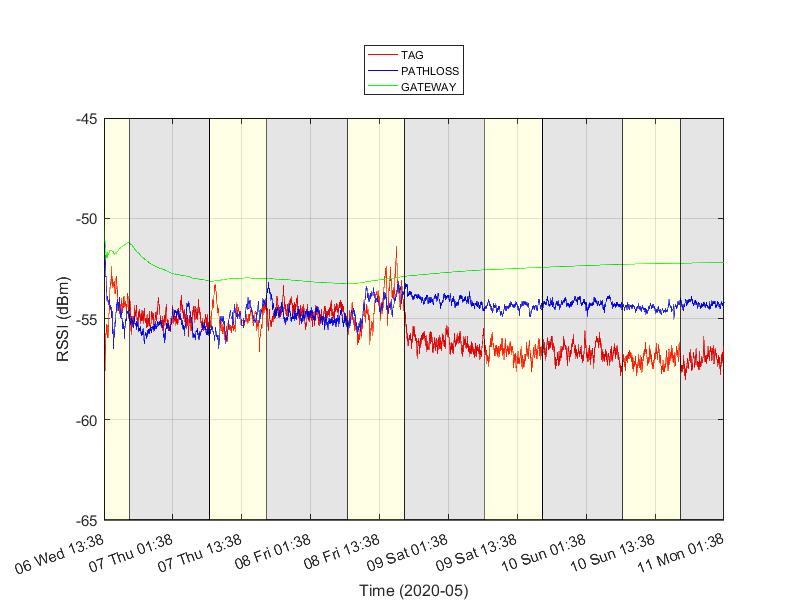 TAG
PATHLOSS
GATEWAY
-45
-50
-55
-60
-65
RSSI (dBm)
06 Wed 13:38
07 Thu 01:38
07 Thu 13:38
08 Fri 01:38
08 Fri 13:38
09 Sat 01:38
09 Sat 13:38
10 Sun 01:38
10 Sun 13:38
11 Mon 01:38
Time (2020-05)